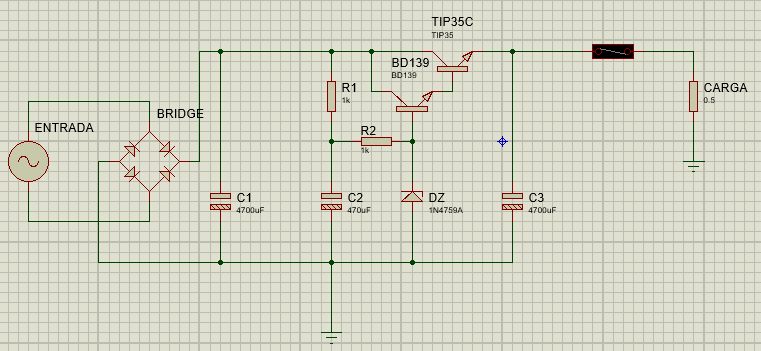 TIP35C
TIP35
BD139
BD139
R1
1k
CARGA
0.5
BRIDGE
ENTRADA
R2
1k
C1
4700uF
C2
470uF
DZ
1N4759A
C3
4700uF